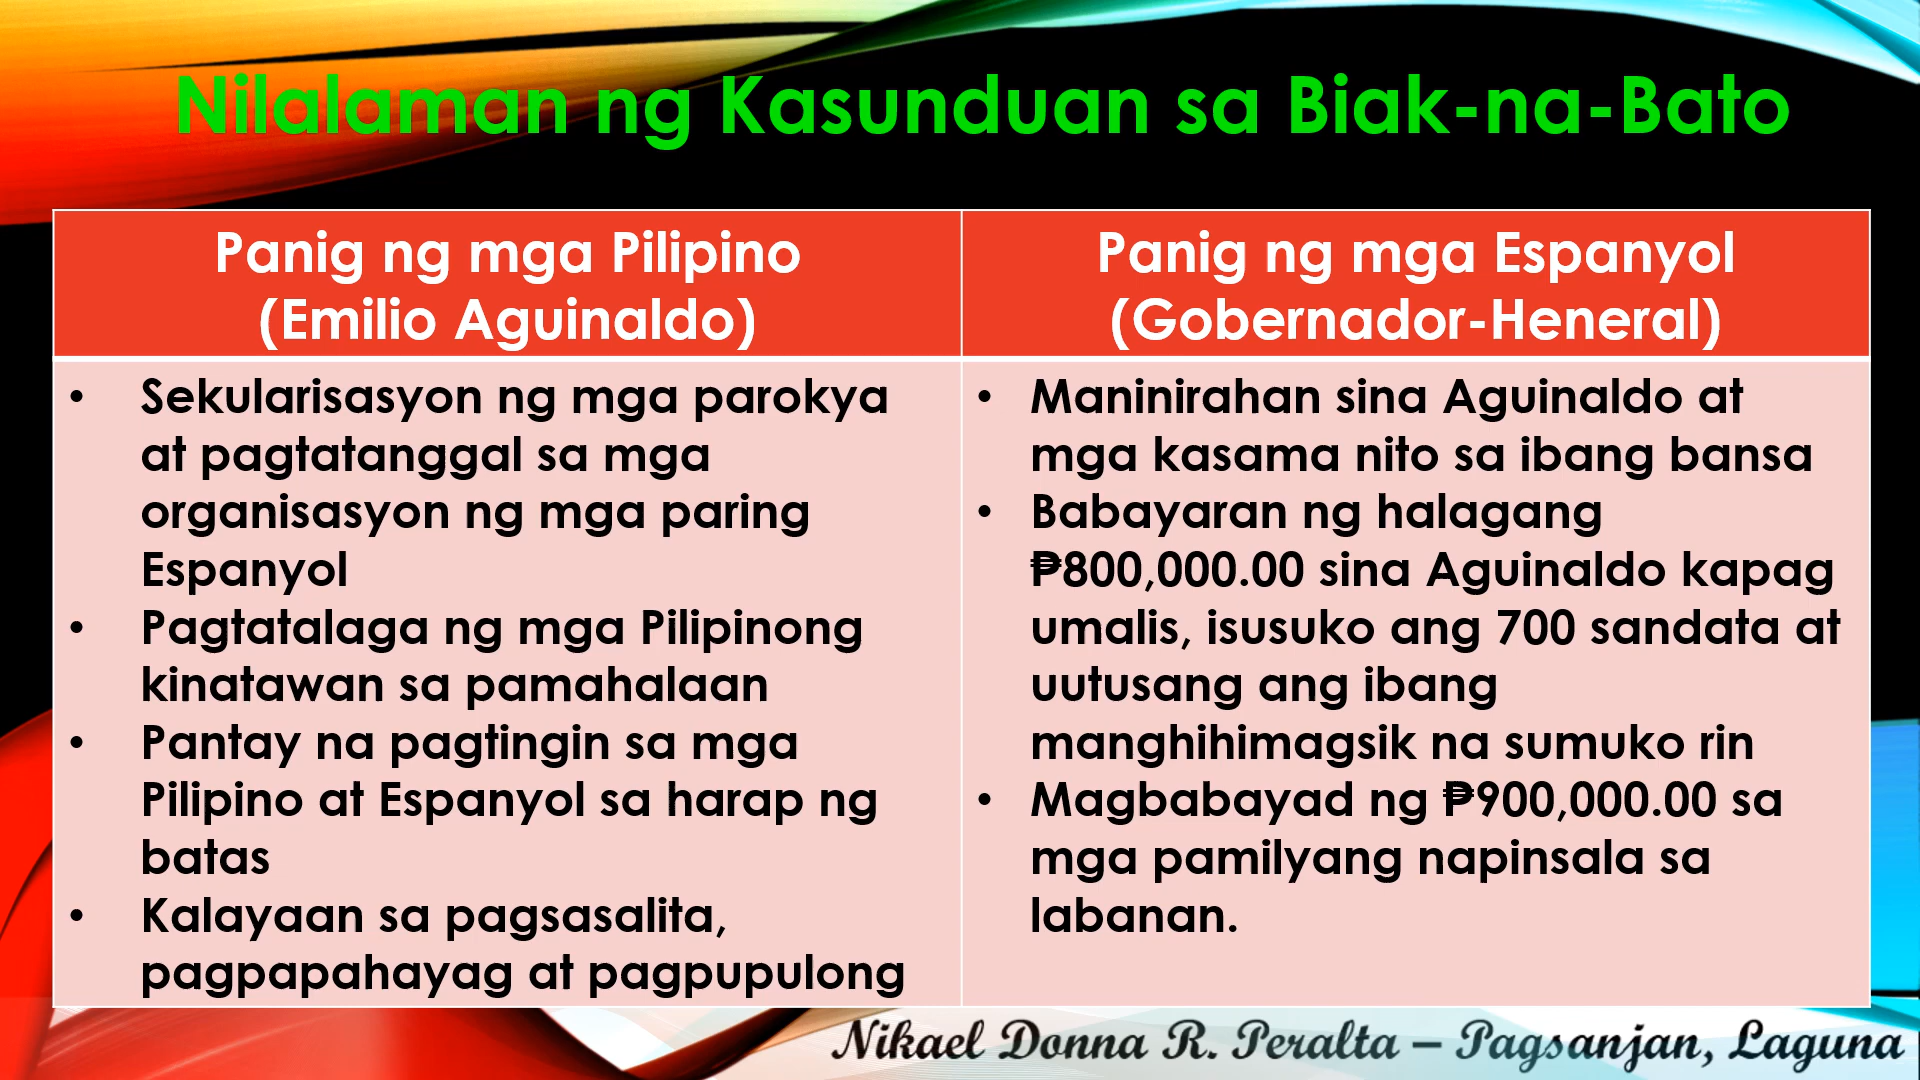 Nilalaman ng Kasunduan sa Biak-na-Bato
Panig ng mga Pilipino
(Emilio Aguinaldo)
Panig ng mga Espanyol
(Gobernador-Heneral)
• Sekularisasyon ng mga parokya
at pagtatanggal sa mga
organisasyon ng mga paring
Espanyol
• Pagtatalaga ng mga Pilipinong
kinatawan sa pamahalaan
• Pantay na pagtingin sa mga
Pilipino at Espanyol sa harap ng
batas
• Kalayaan sa pagsasalita,
pagpapahayag at pagpupulong
• Maninirahan sina Aguinaldo at
mga kasama nito sa ibang bansa
• Babayaran ng halagang
₱800,000.00 sina Aguinaldo kapag
umalis, isusuko ang 700 sandata at
uutusang ang ibang
manghihimagsik na sumuko rin
• Magbabayad ng ₱900,000.00 sa
mga pamilyang napinsala sa
labanan.
Nikael Donna R. Peralta – Pagsanjan, Laguna